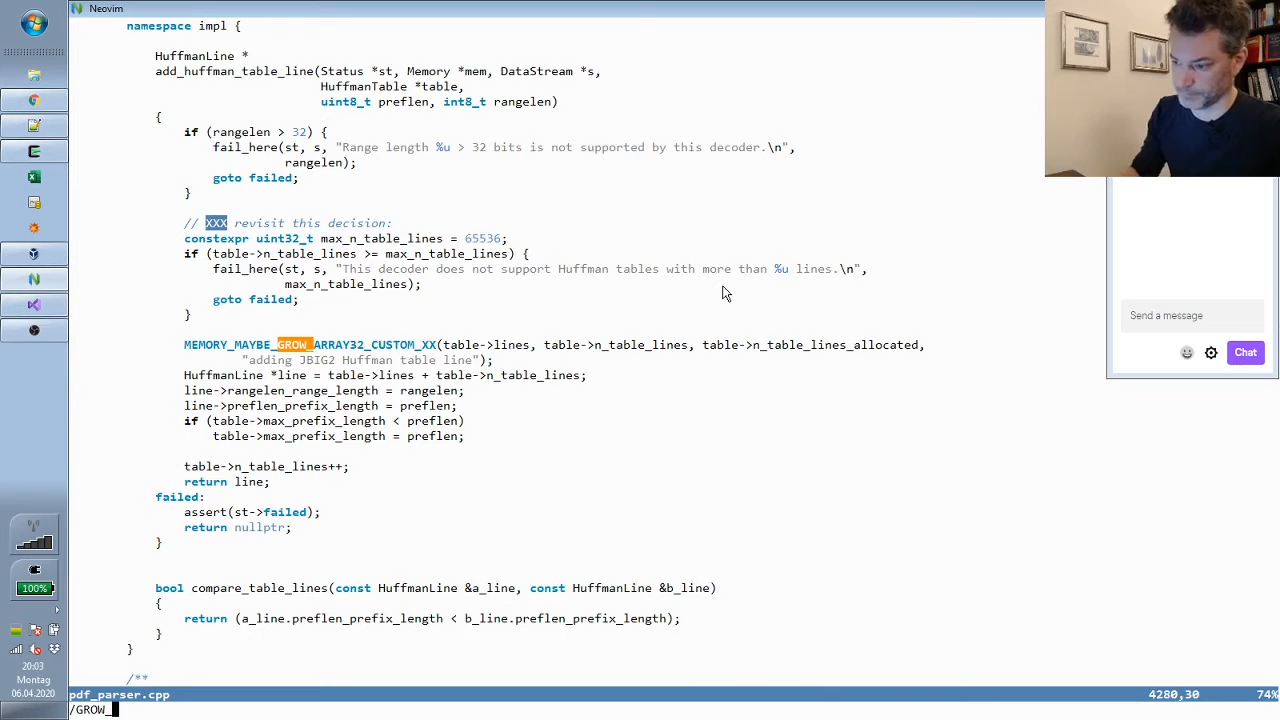 Neovim
namespace impl {
HuffmanLine *
add_huffman_table_line(Status *st, Memory *mem, DataStream *s,
HuffmanTable *table,
uint8_t preflen, int8_t rangelen)
{
if (rangelen > 32) {
fail_here(st, s, "Range length %u > 32 bits is not supported by this decoder.\n",
rangelen);
goto failed;
}
// XXX revisit this decision:
constexpr uint32_t max_n_table_lines = 65536;
if (table->n_table_lines >= max_n_table_lines) {
fail_here(st, s, "This decoder does not support Huffman tables with more than %u lines.\n",
max_n_table_lines);
goto failed;
}
MEMORY_MAYBE_GROW_ARRAY32_CUSTOM_XX(table->lines, table->n_table_lines, table->n_table_lines_allocated,
"adding JBIG2 Huffman table line");
HuffmanLine *line = table->lines + table->n_table_lines;
line->rangelen_range_length = rangelen;
line->preflen_prefix_length = preflen;
if (table->max_prefix_length < preflen)
table->max_prefix_length = preflen;
table->n_table_lines++;
return line;
failed:
assert(st->failed);
return nullptr;
}
bool compare_table_lines(const HuffmanLine &a_line, const HuffmanLine &b_line)
{
return (a_line.preflen_prefix_length < b_line.preflen_prefix_length);
}
}
/**
pdf_parser.cpp 4280,30 74%
/GROW_
Send a message
Chat
100%
20:03
Montag
06.04.2020